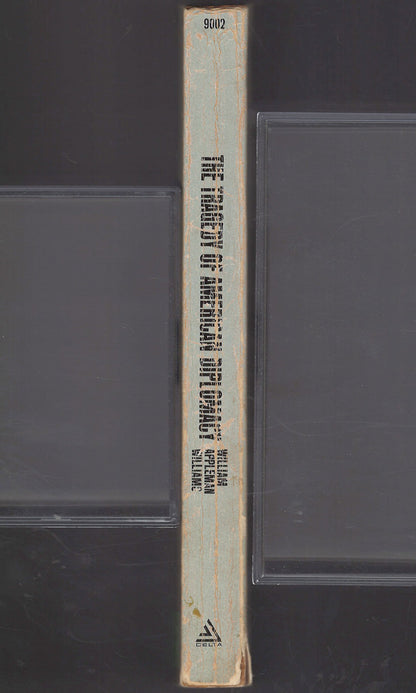 9002
THE TRAGEDY OF AMERICAN DIPLOMACY
WILLIAM
APPLEMAN
WILLIAMS
DELTA